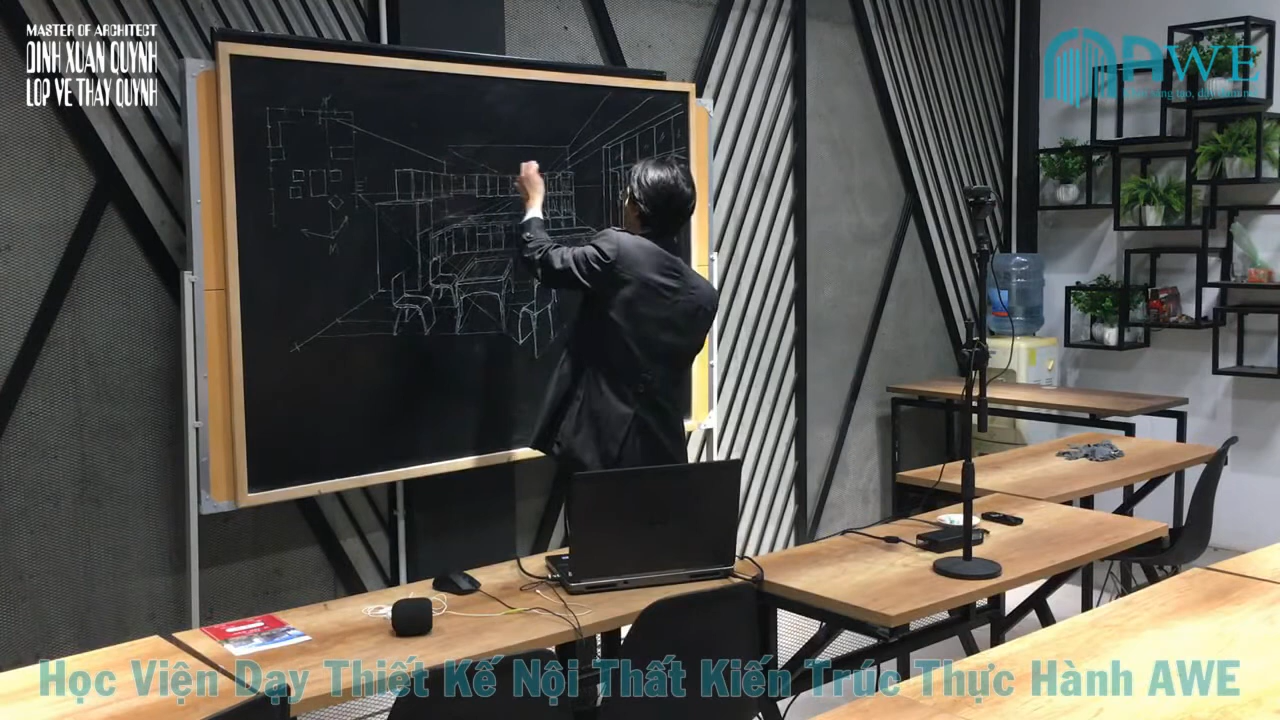 MASTER OF ARCHITECT
DINH XUAN QUYNH
LOP VE THAY QUYNH
AWE
Học Viện Dạy Thiết Kế Nội Thất Kiến Trúc Thực Hành AWE